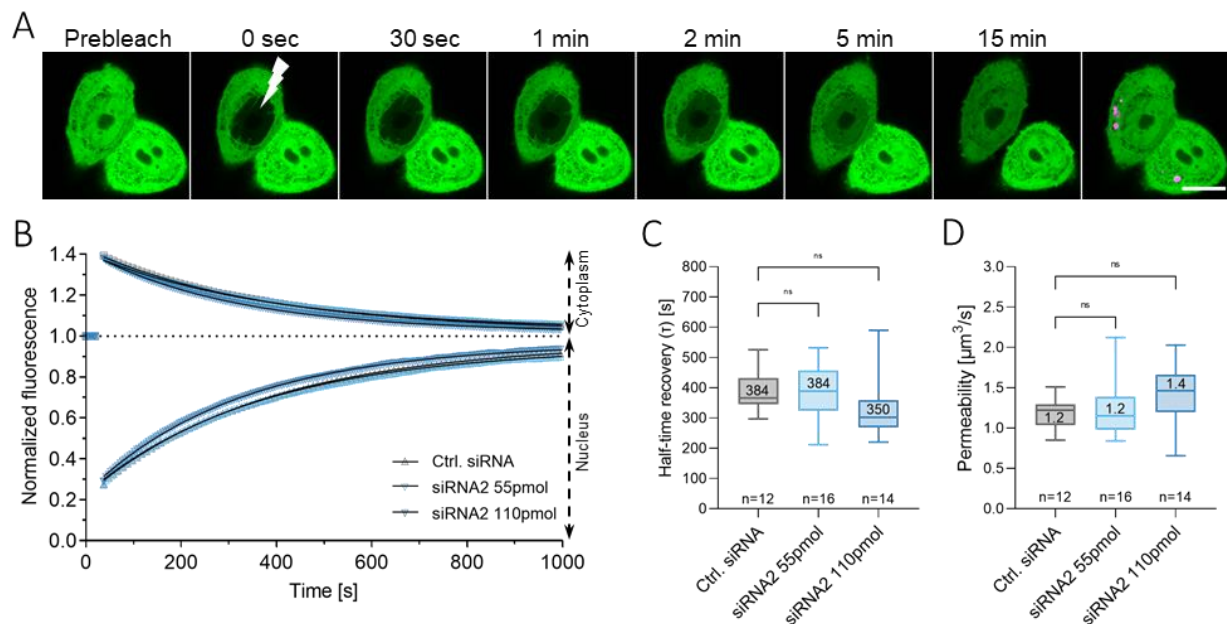 A
Prebleach 0 sec 30 sec 1 min 2 min 5 min 15 min
B
1.4
1.2
1.0
0.8
0.6
0.4
0.2
0.0
Normalized fluorescence
Cytoplasm
Nucleus
Ctrl. siRNA
siRNA2 55pmol
siRNA2 110pmol
0 200 400 600 800 1000
Time [s]
C
800
700
600
500
400
300
200
100
0
Half-time recovery (τ) [s]
ns
ns
384 384 350
n=12 n=16 n=14
Ctrl. siRNA
siRNA2 55pmol
siRNA2 110pmol
D
3.0
2.5
2.0
1.5
1.0
0.5
0.0
Permeability [µm³/s]
ns
ns
1.2 1.2 1.4
n=12 n=16 n=14
Ctrl. siRNA
siRNA2 55pmol
siRNA2 110pmol